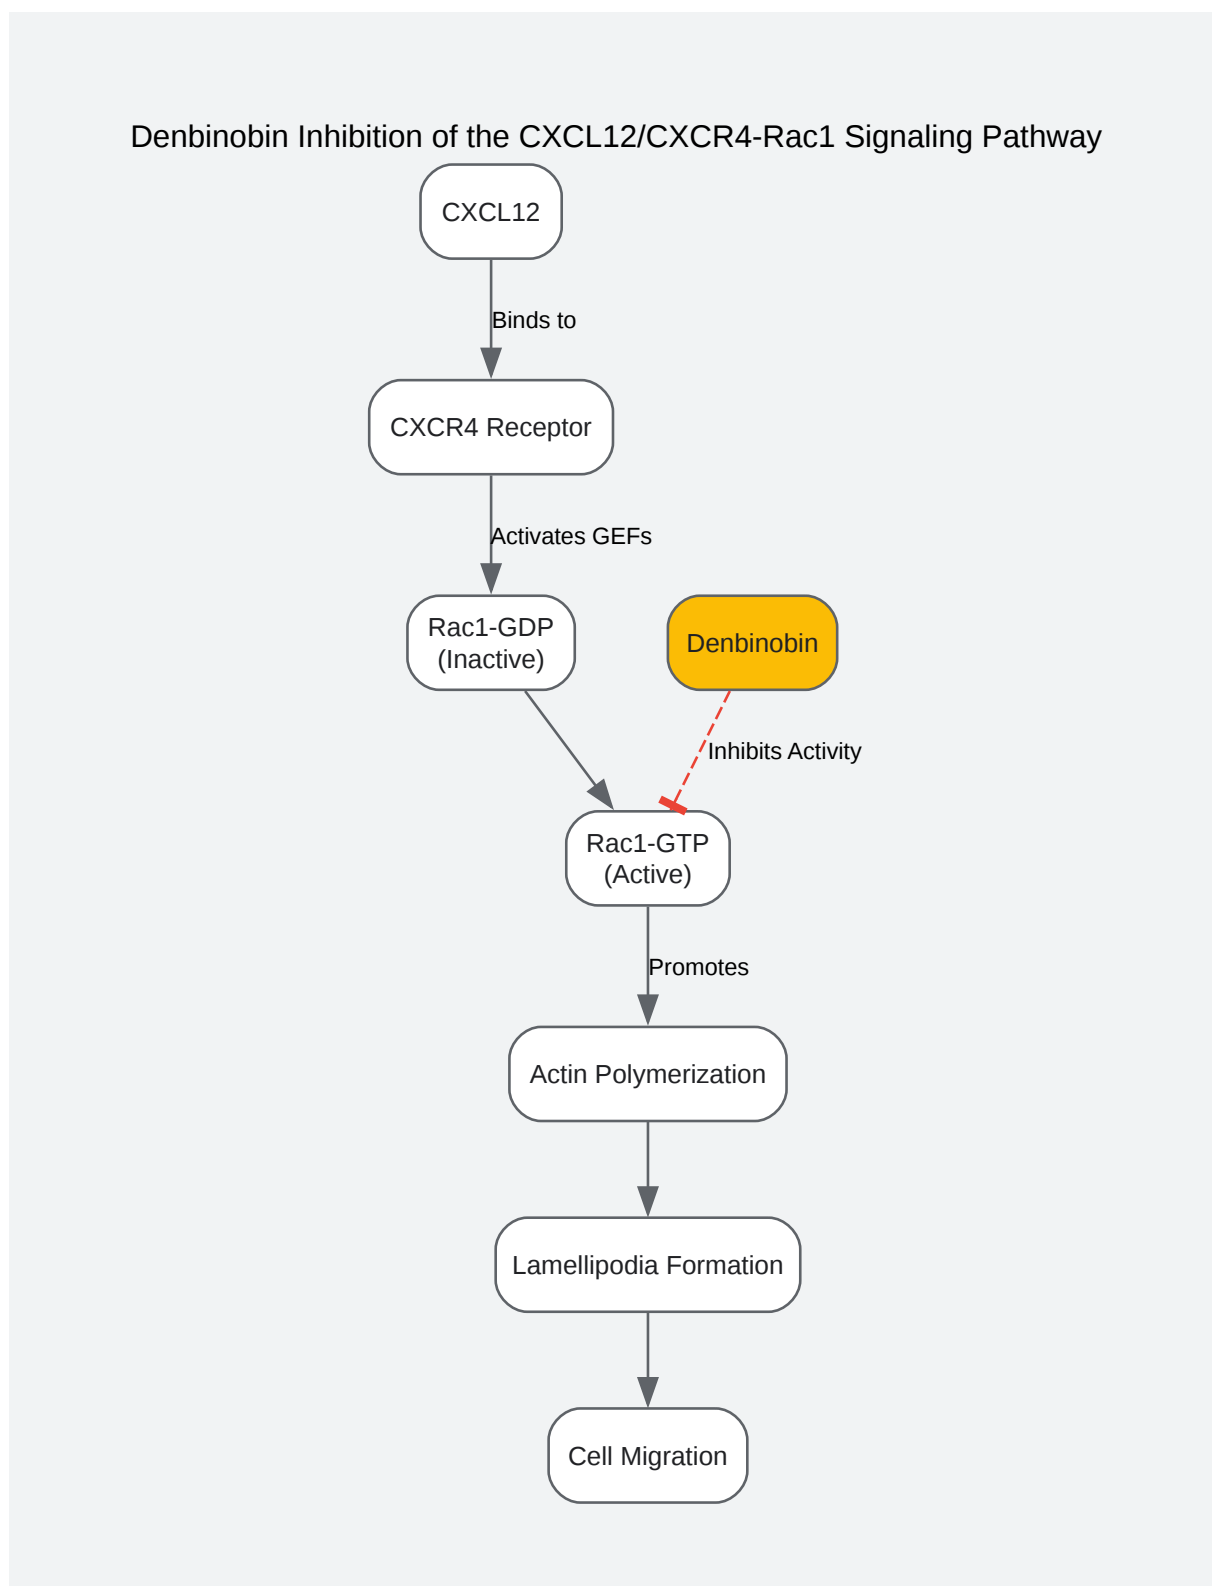 Denbinobin Inhibition of the CXCL12/CXCR4-Rac1 Signaling Pathway
CXCL12
Binds to
CXCR4 Receptor
Activates GEFs
Rac1-GDP
(Inactive)
Denbinobin
Inhibits Activity
Rac1-GTP
(Active)
Promotes
Actin Polymerization
Lamellipodia Formation
Cell Migration